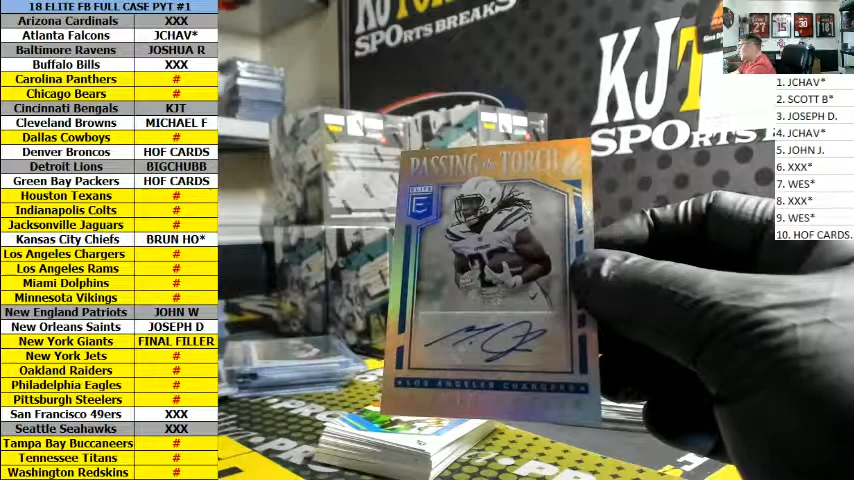 18 ELITE FB FULL CASE PYT #1
Arizona Cardinals XXX
Atlanta Falcons JCHAV*
Baltimore Ravens JOSHUA R
Buffalo Bills XXX
Carolina Panthers #
Chicago Bears #
Cincinnati Bengals KJT
Cleveland Browns MICHAEL F
Dallas Cowboys #
Denver Broncos HOF CARDS
Detroit Lions BIGCHUBB
Green Bay Packers HOF CARDS
Houston Texans #
Indianapolis Colts #
Jacksonville Jaguars #
Kansas City Chiefs BRUN HO*
Los Angeles Chargers #
Los Angeles Rams #
Miami Dolphins #
Minnesota Vikings #
New England Patriots JOHN W
New Orleans Saints JOSEPH D
New York Giants FINAL FILLER
New York Jets #
Oakland Raiders #
Philadelphia Eagles #
Pittsburgh Steelers #
San Francisco 49ers XXX
Seattle Seahawks XXX
Tampa Bay Buccaneers #
Tennessee Titans #
Washington Redskins #
SPORTS BREAKS
KJT
SPORTS
PASSING the TORCH
ELITE
E
LOS ANGELES CHARGERS
27
15
30
18
1. JCHAV*
2. SCOTT B*
3. JOSEPH D.
4. JCHAV*
5. JOHN J.
6. XXX*
7. WES*
8. XXX*
9. WES*
10. HOF CARDS.